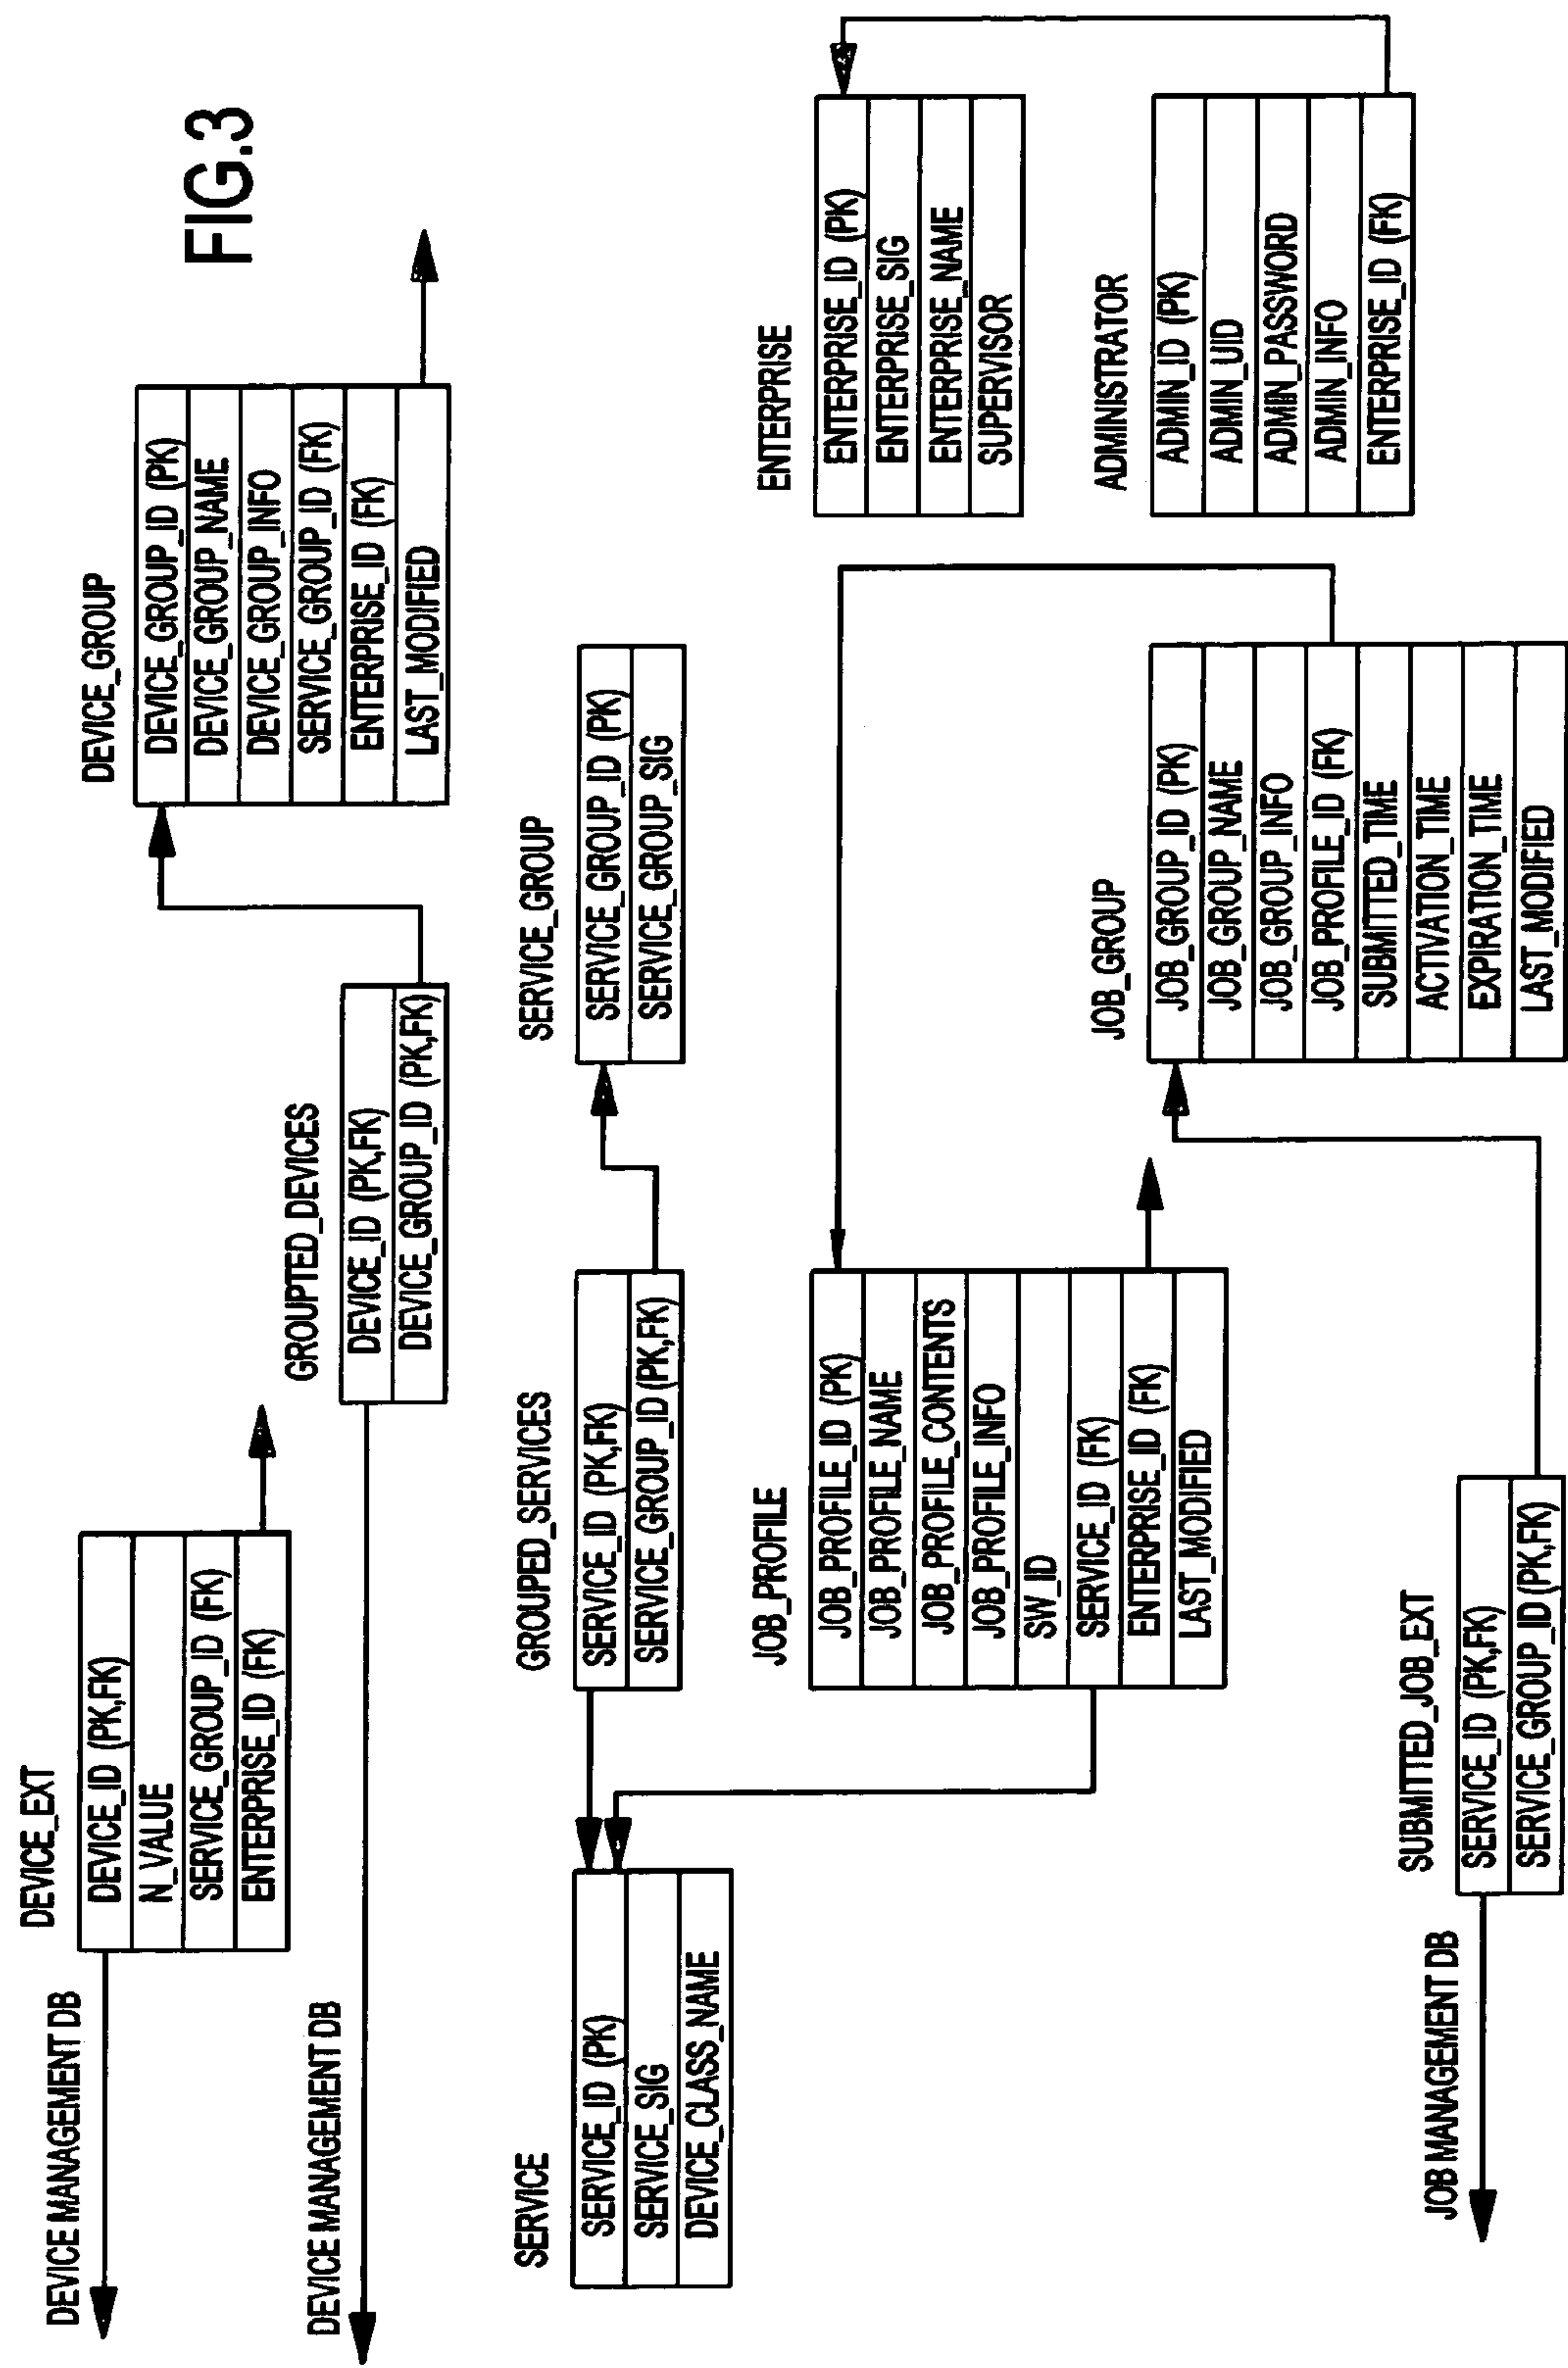 FIG.3
DEVICE MANAGEMENT DB
DEVICE_EXT
DEVICE_ID (PK,FK)
N_VALUE
SERVICE_GROUP_ID (FK)
ENTERPRISE_ID (FK)
DEVICE_GROUP
DEVICE_GROUP_ID (PK)
DEVICE_GROUP_NAME
DEVICE_GROUP_INFO
SERVICE_GROUP_ID (FK)
ENTERPRISE_ID (FK)
LAST_MODIFIED
DEVICE MANAGEMENT DB
GROUPTED_DEVICES
DEVICE_ID (PK,FK)
DEVICE_GROUP_ID (PK,FK)
SERVICE
SERVICE_ID (PK)
SERVICE_SIG
DEVICE_CLASS_NAME
GROUPED_SERVICES
SERVICE_ID (PK,FK)
SERVICE_GROUP_ID (PK,FK)
SERVICE_GROUP
SERVICE_GROUP_ID (PK)
SERVICE_GROUP_SIG
JOB_PROFILE
JOB_PROFILE_ID (PK)
JOB_PROFILE_NAME
JOB_PROFILE_CONTENTS
JOB_PROFILE_INFO
SW_ID
SERVICE_ID (FK)
ENTERPRISE_ID (FK)
LAST_MODIFIED
ENTERPRISE
ENTERPRISE_ID (PK)
ENTERPRISE_SIG
ENTERPRISE_NAME
SUPERVISOR
JOB_GROUP
JOB_GROUP_ID (PK)
JOB_GROUP_NAME
JOB_GROUP_INFO
JOB_PROFILE_ID (FK)
SUBMITTED_TIME
ACTIVATION_TIME
EXPIRATION_TIME
LAST_MODIFIED
ADMINISTRATOR
ADMIN_ID (PK)
ADMIN_UID
ADMIN_PASSWORD
ADMIN_INFO
ENTERPRISE_ID (FK)
JOB MANAGEMENT DB
SUBMITTED_JOB_EXT
SERVICE_ID (PK,FK)
SERVICE_GROUP_ID (PK,FK)